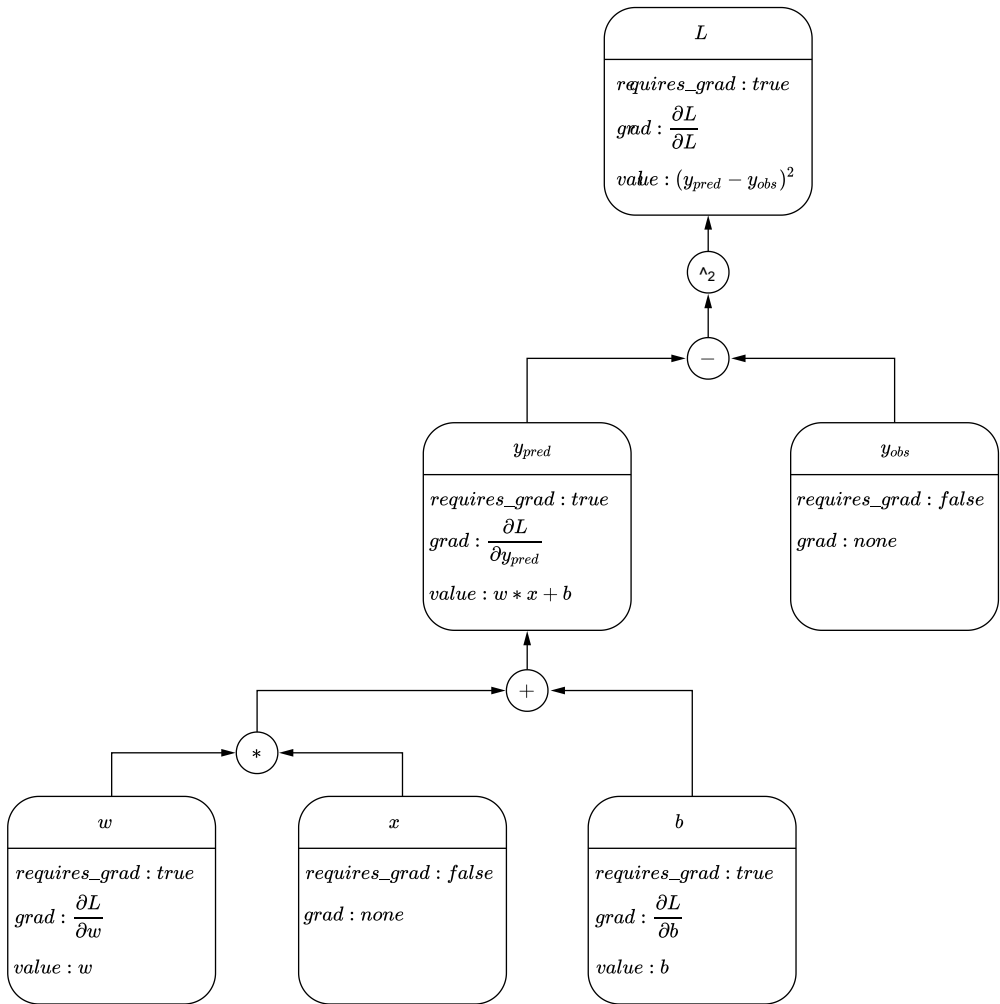 L
requires_grad : true
grad : ∂L/∂L
value : (y_pred − y_obs)^2
^2
−
y_pred
requires_grad : true
grad : ∂L/∂y_pred
value : w * x + b
y_obs
requires_grad : false
grad : none
+
*
w
requires_grad : true
grad : ∂L/∂w
value : w
x
requires_grad : false
grad : none
b
requires_grad : true
grad : ∂L/∂b
value : b